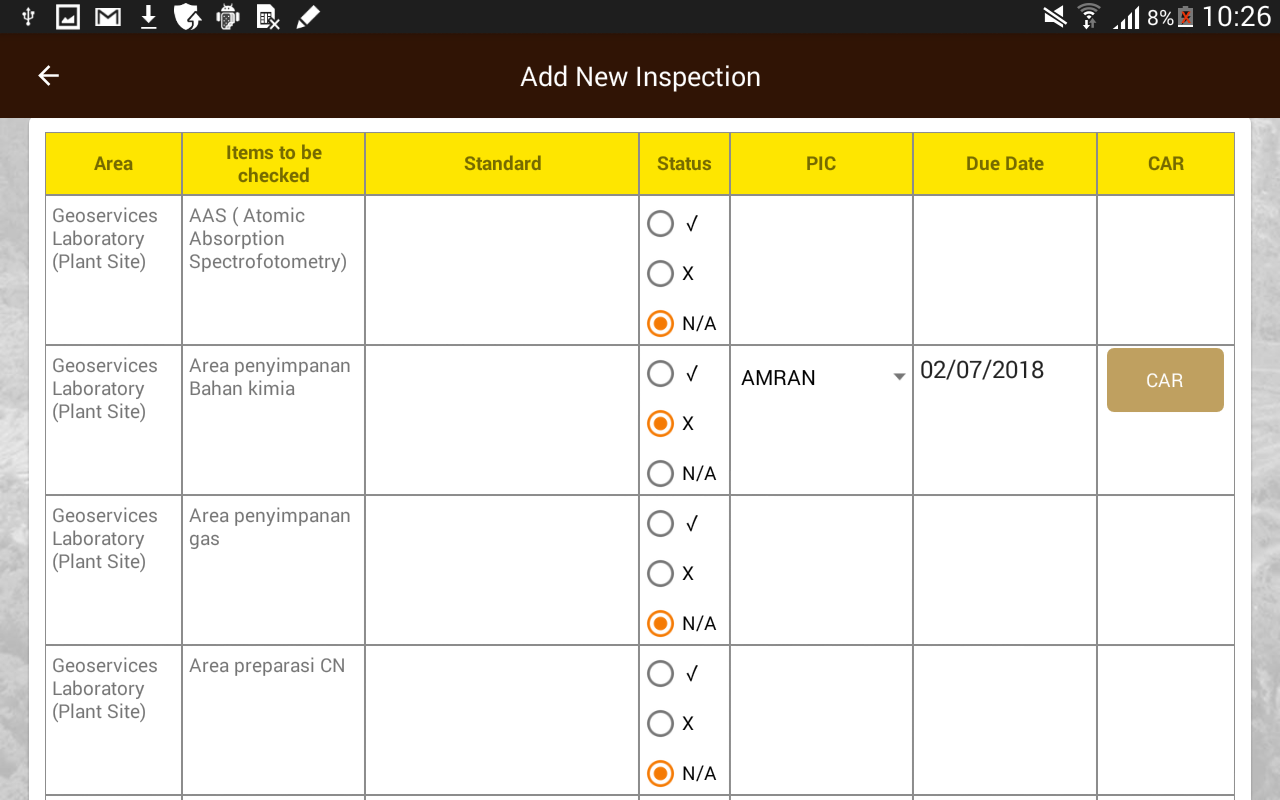 8% 10:26
Add New Inspection
Area
Items to be
checked
Standard
Status
PIC
Due Date
CAR
Geoservices
Laboratory
(Plant Site)
AAS ( Atomic
Absorption
Spectrofotometry)
√
X
N/A
Geoservices
Laboratory
(Plant Site)
Area penyimpanan
Bahan kimia
√
X
N/A
AMRAN
02/07/2018
CAR
Geoservices
Laboratory
(Plant Site)
Area penyimpanan
gas
√
X
N/A
Geoservices
Laboratory
(Plant Site)
Area preparasi CN
√
X
N/A